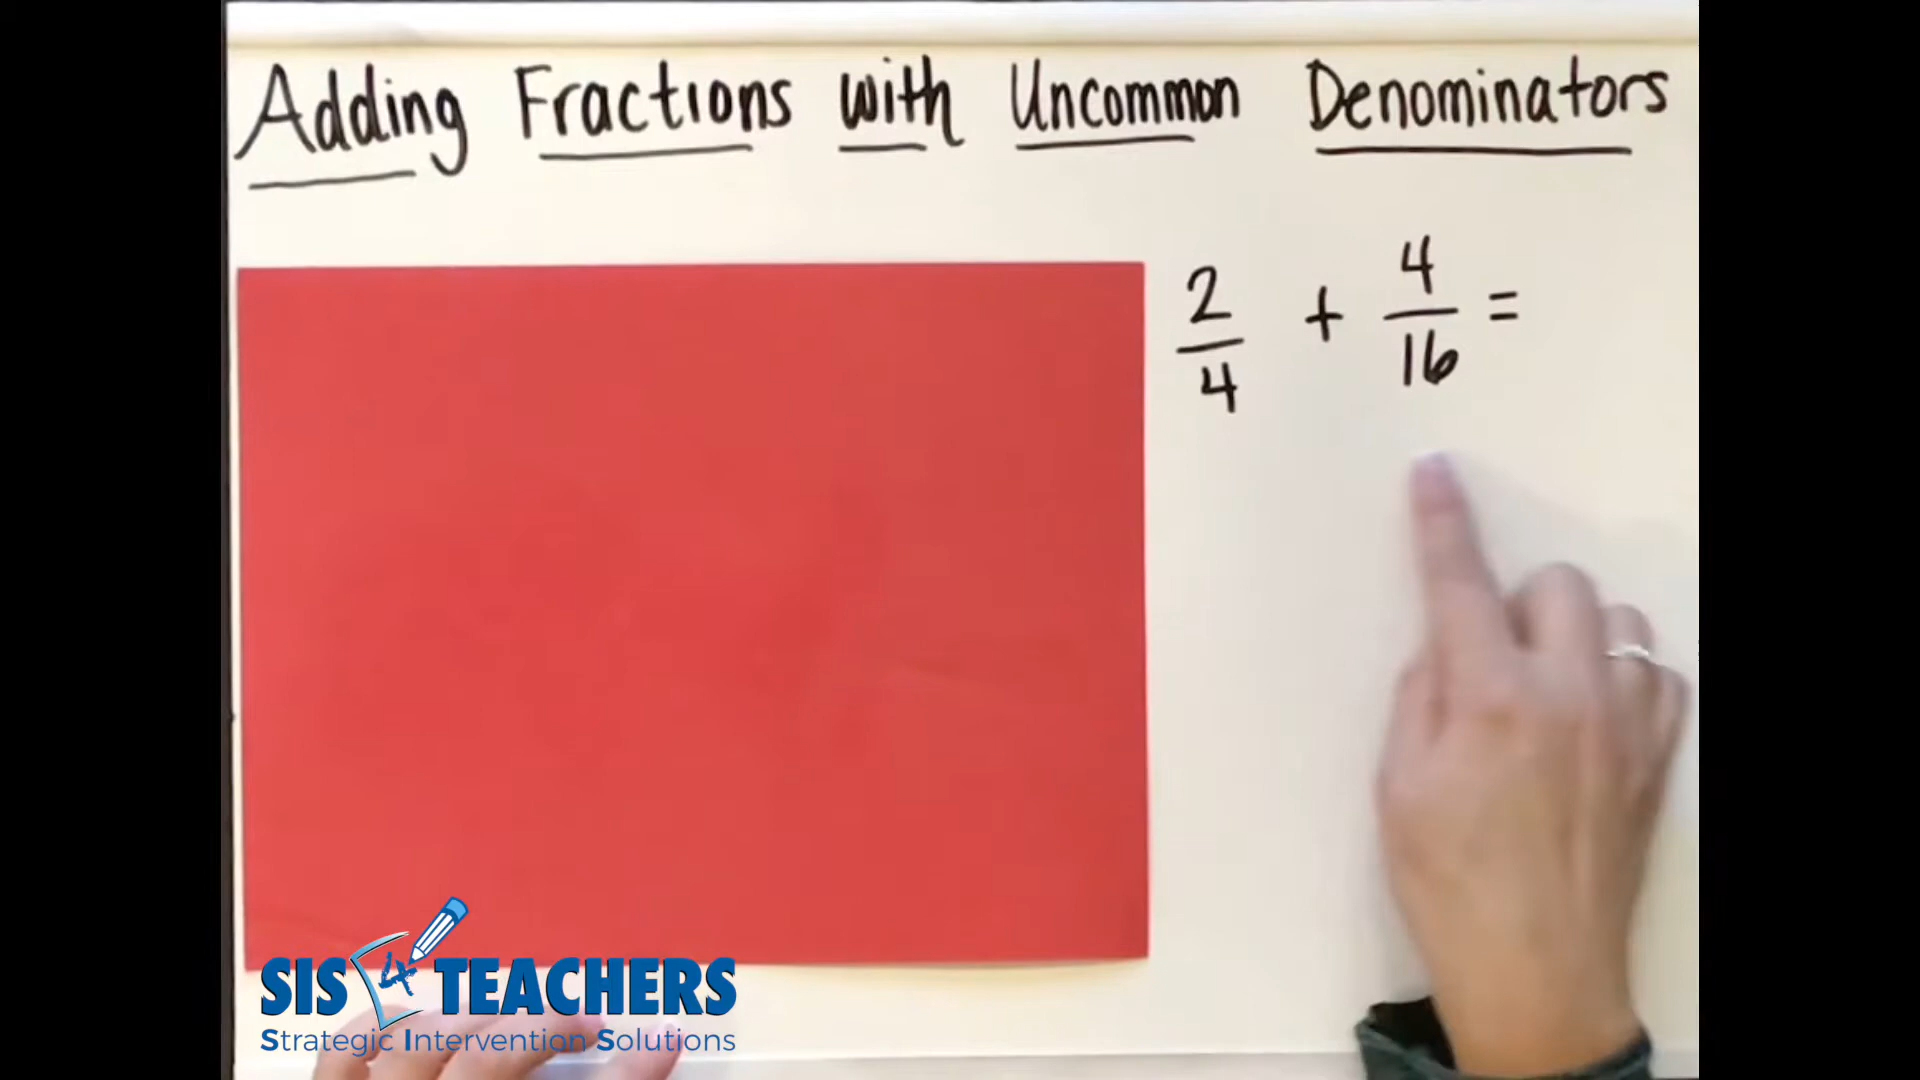 Adding Fractions with Uncommon Denominators
2/4 + 4/16 =
SIS 4 TEACHERS
Strategic Intervention Solutions